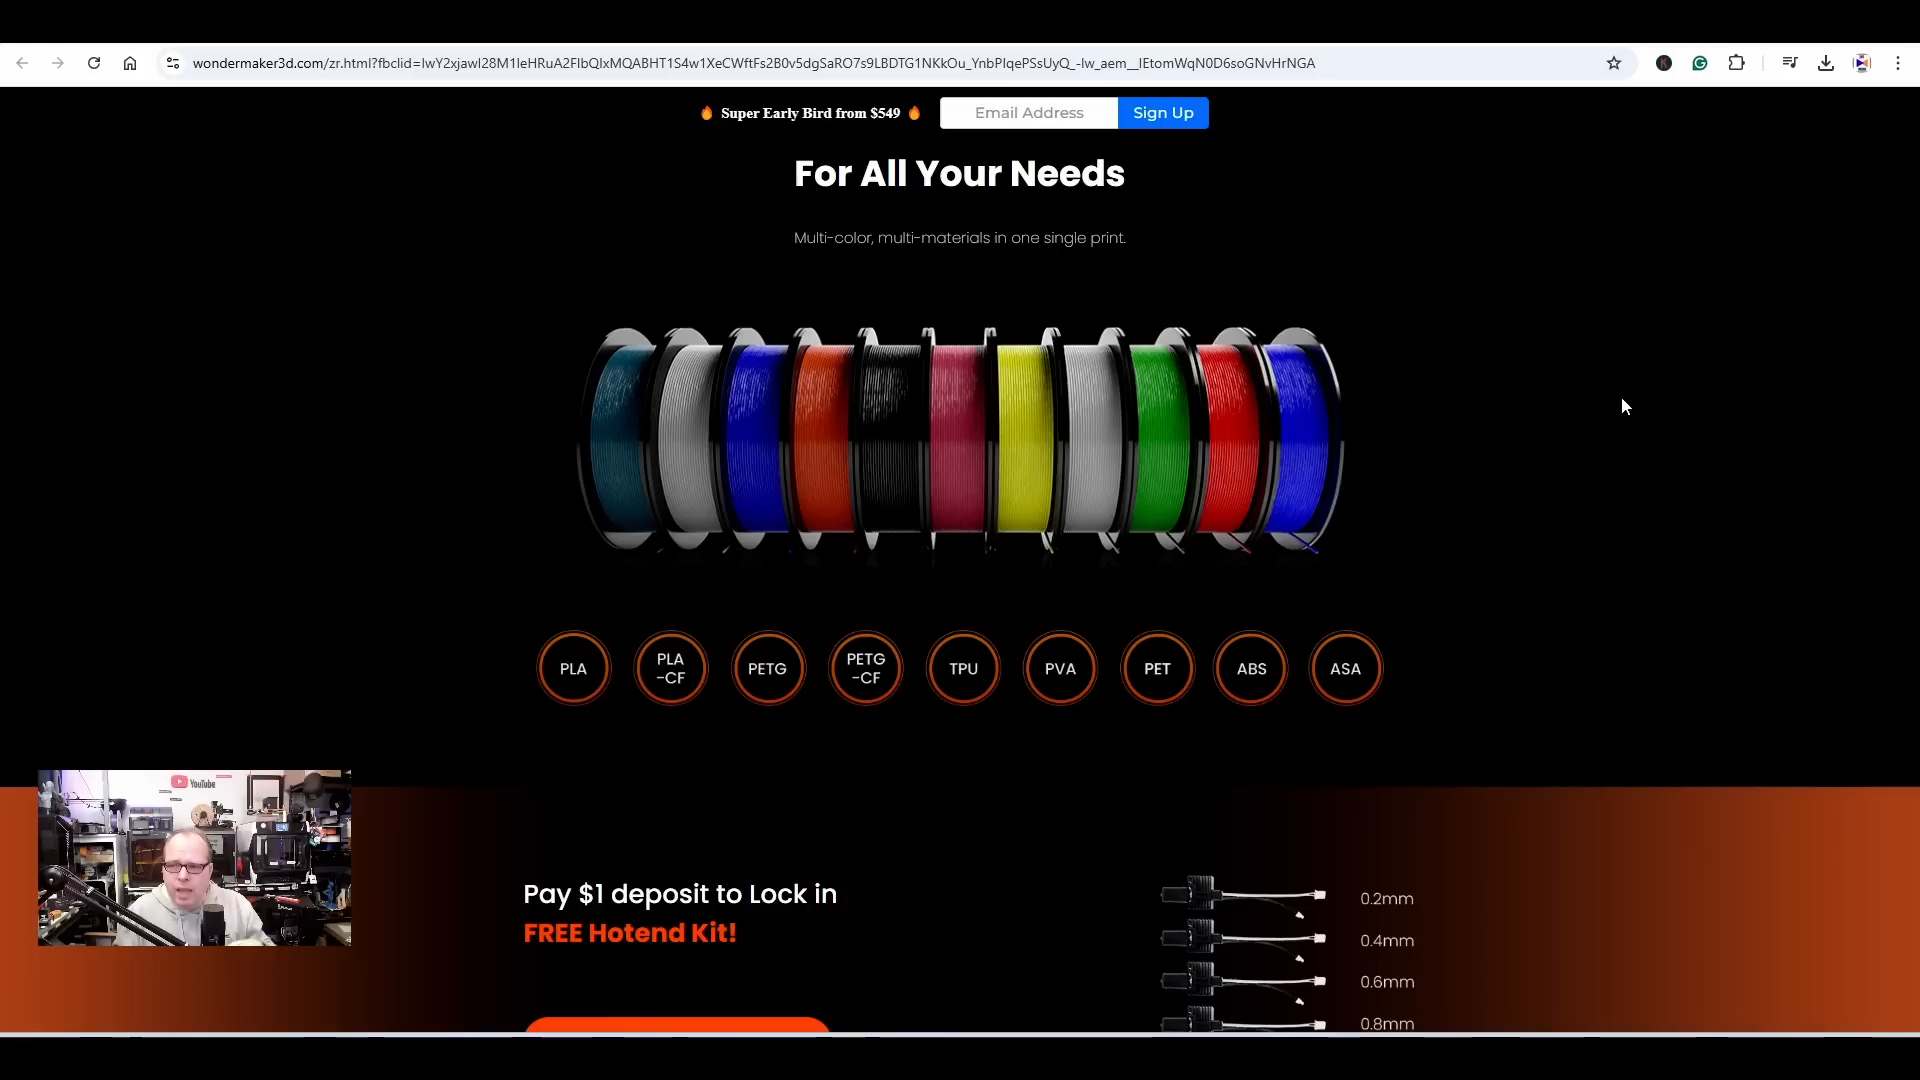 wondermaker3d.com/zr.html?fbclid=IwY2xjawI28M1leHRuA2FlbQIxMQABHT1S4w1XeCWftFs2B0v5dgSaRO7s9LBDTG1NKkOu_YnbPIqePSsUyQ_-Iw_aem__IEtomWqN0D6soGNvHrNGA
Super Early Bird from $549
Email Address
Sign Up
For All Your Needs
Multi-color, multi-materials in one single print.
PLA
PLA
-CF
PETG
PETG
-CF
TPU
PVA
PET
ABS
ASA
YouTube
Pay $1 deposit to Lock in
FREE Hotend Kit!
0.2mm
0.4mm
0.6mm
0.8mm